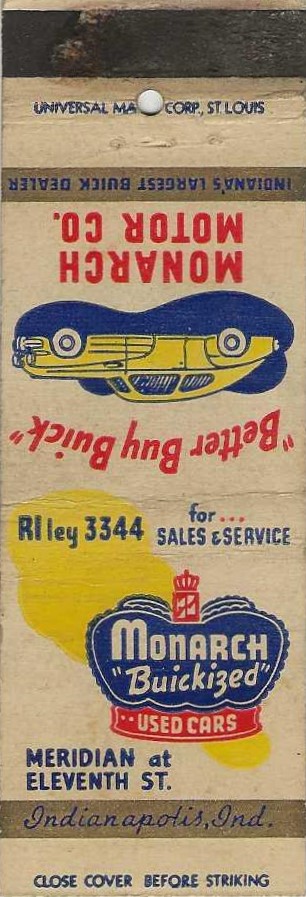 UNIVERSAL MA CORP., ST. LOUIS
INDIANA'S LARGEST BUICK DEALER
MONARCH
MOTOR CO.
"Better Buy Buick"
RIley 3344
for...
SALES & SERVICE
MONARCH
"Buickized"
USED CARS
MERIDIAN at
ELEVENTH ST.
Indianapolis, Ind.
CLOSE COVER BEFORE STRIKING